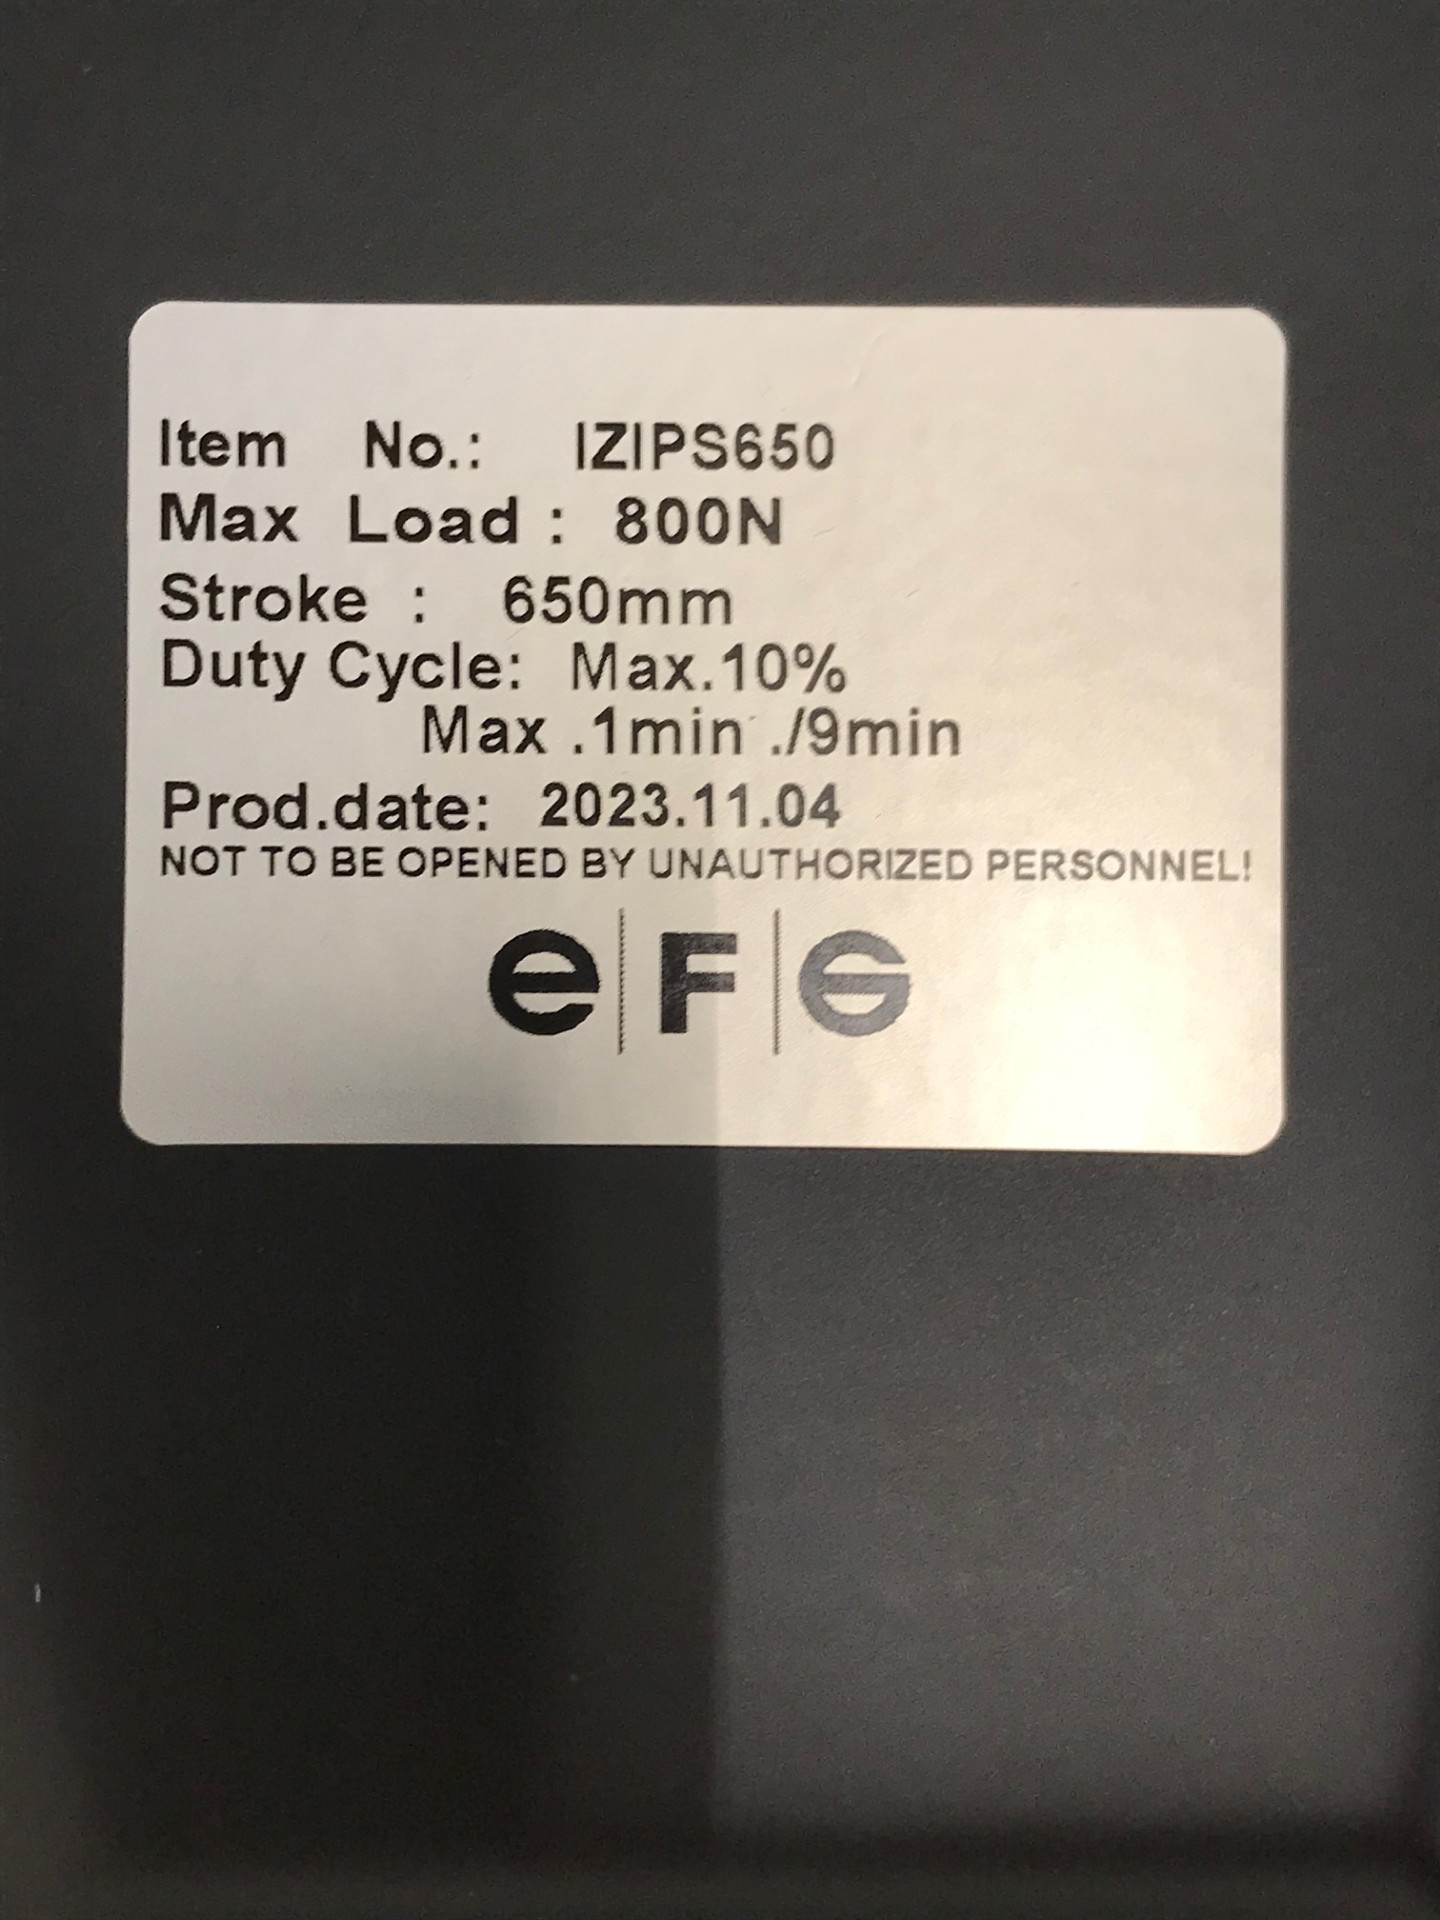 Item No.: IZIPS650
Max Load : 800N
Stroke : 650mm
Duty Cycle: Max.10%
Max .1min ./9min
Prod.date: 2023.11.04
NOT TO BE OPENED BY UNAUTHORIZED PERSONNEL!
e|F|G